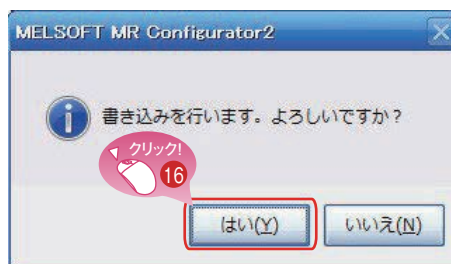 MELSOFT MR Configurator2
書き込みを行います。よろしいですか？
クリック!
16
はい(Y)
いいえ(N)